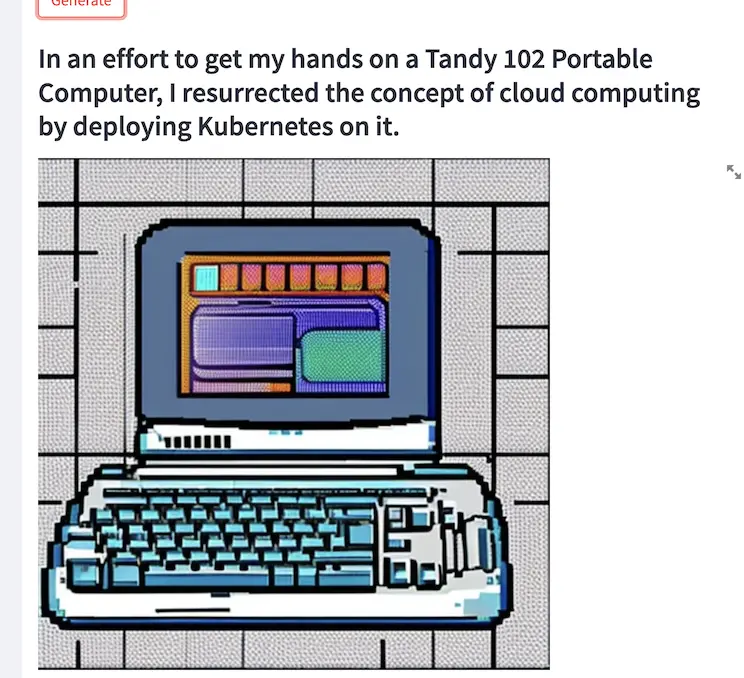 Generate
In an effort to get my hands on a Tandy 102 Portable
Computer, I resurrected the concept of cloud computing
by deploying Kubernetes on it.